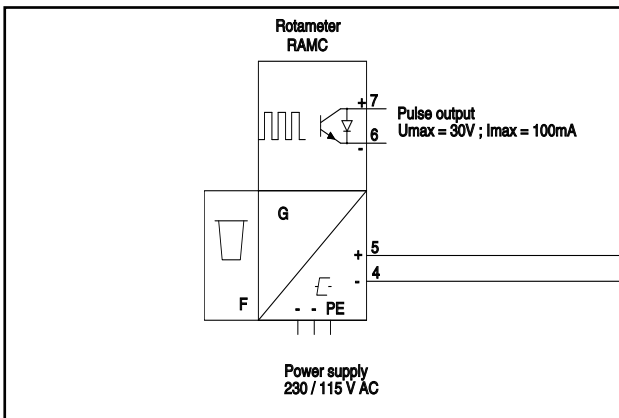 Rotameter
RAMC
+ 7
Pulse output
Umax = 30V ; Imax = 100mA
6
-
G
+ 5
- 4
F
- - PE
Power supply
230 / 115 V AC